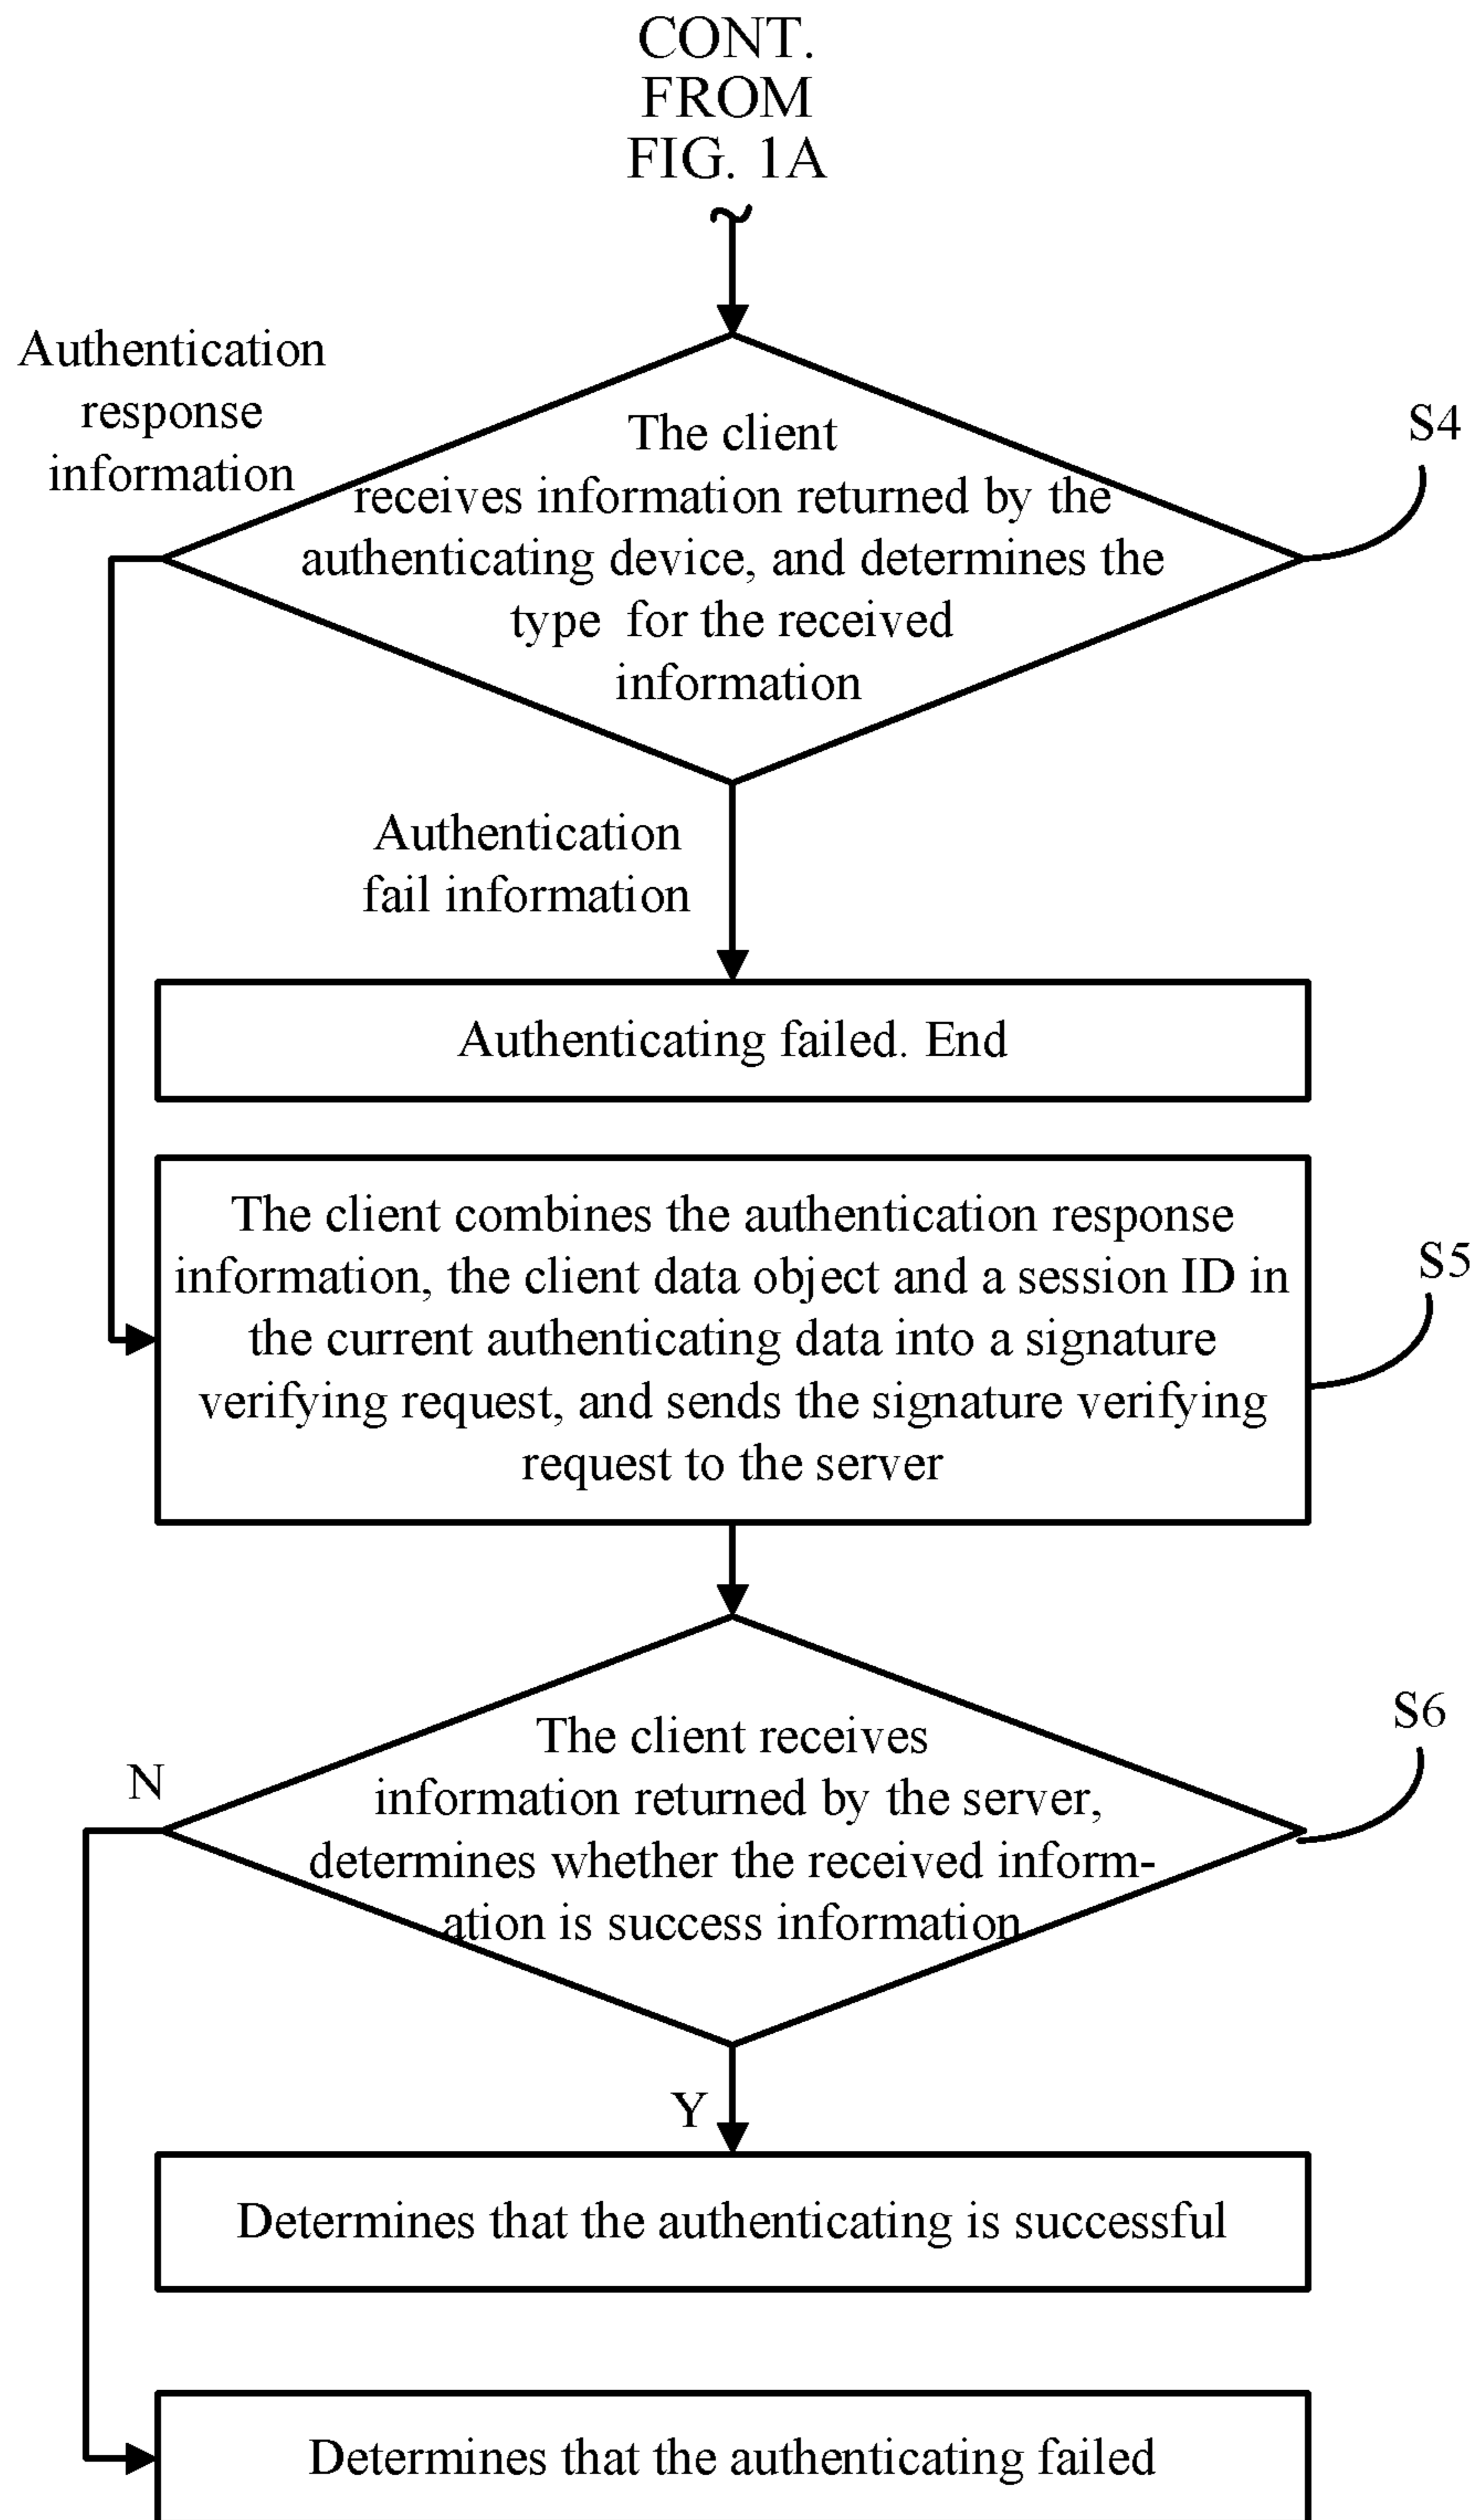 CONT.
FROM
FIG. 1A
Authentication
response
information
The client
receives information returned by the
authenticating device, and determines the
type for the received
information
S4
Authentication
fail information
Authenticating failed. End
The client combines the authentication response
information, the client data object and a session ID in
the current authenticating data into a signature
verifying request, and sends the signature verifying
request to the server
S5
The client receives
information returned by the server,
determines whether the received inform-
ation is success information
S6
N
Y
Determines that the authenticating is successful
Determines that the authenticating failed